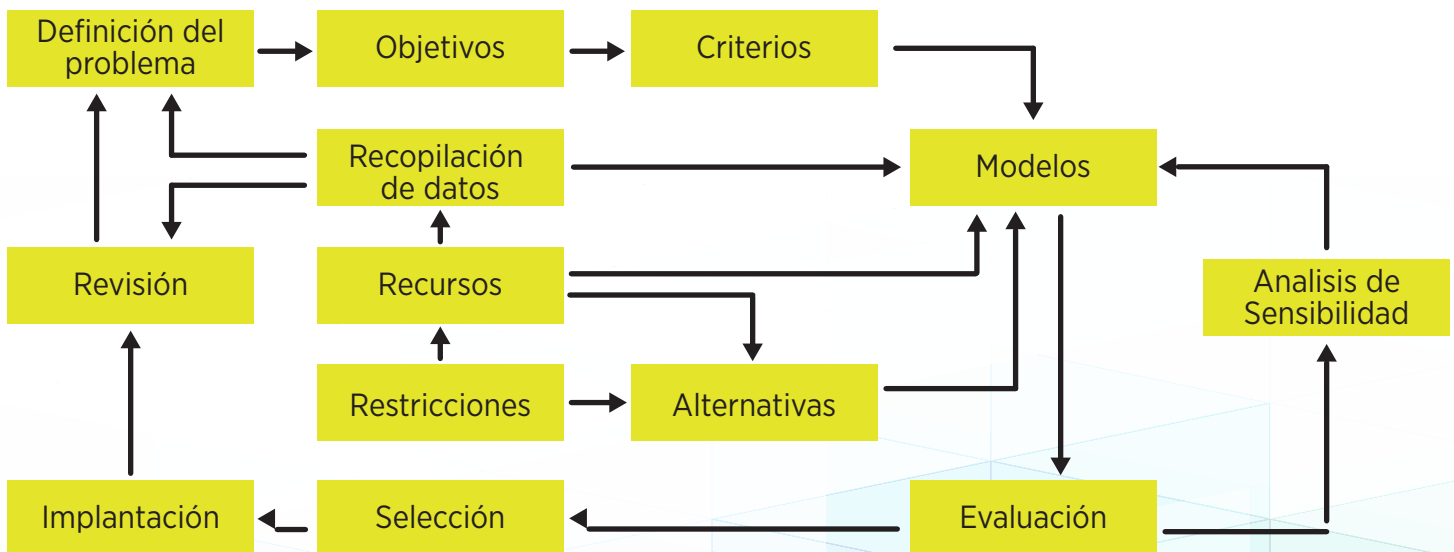 Definición del
problema
Objetivos
Criterios
Recopilación
de datos
Modelos
Revisión
Recursos
Analisis de
Sensibilidad
Restricciones
Alternativas
Implantación
Selección
Evaluación